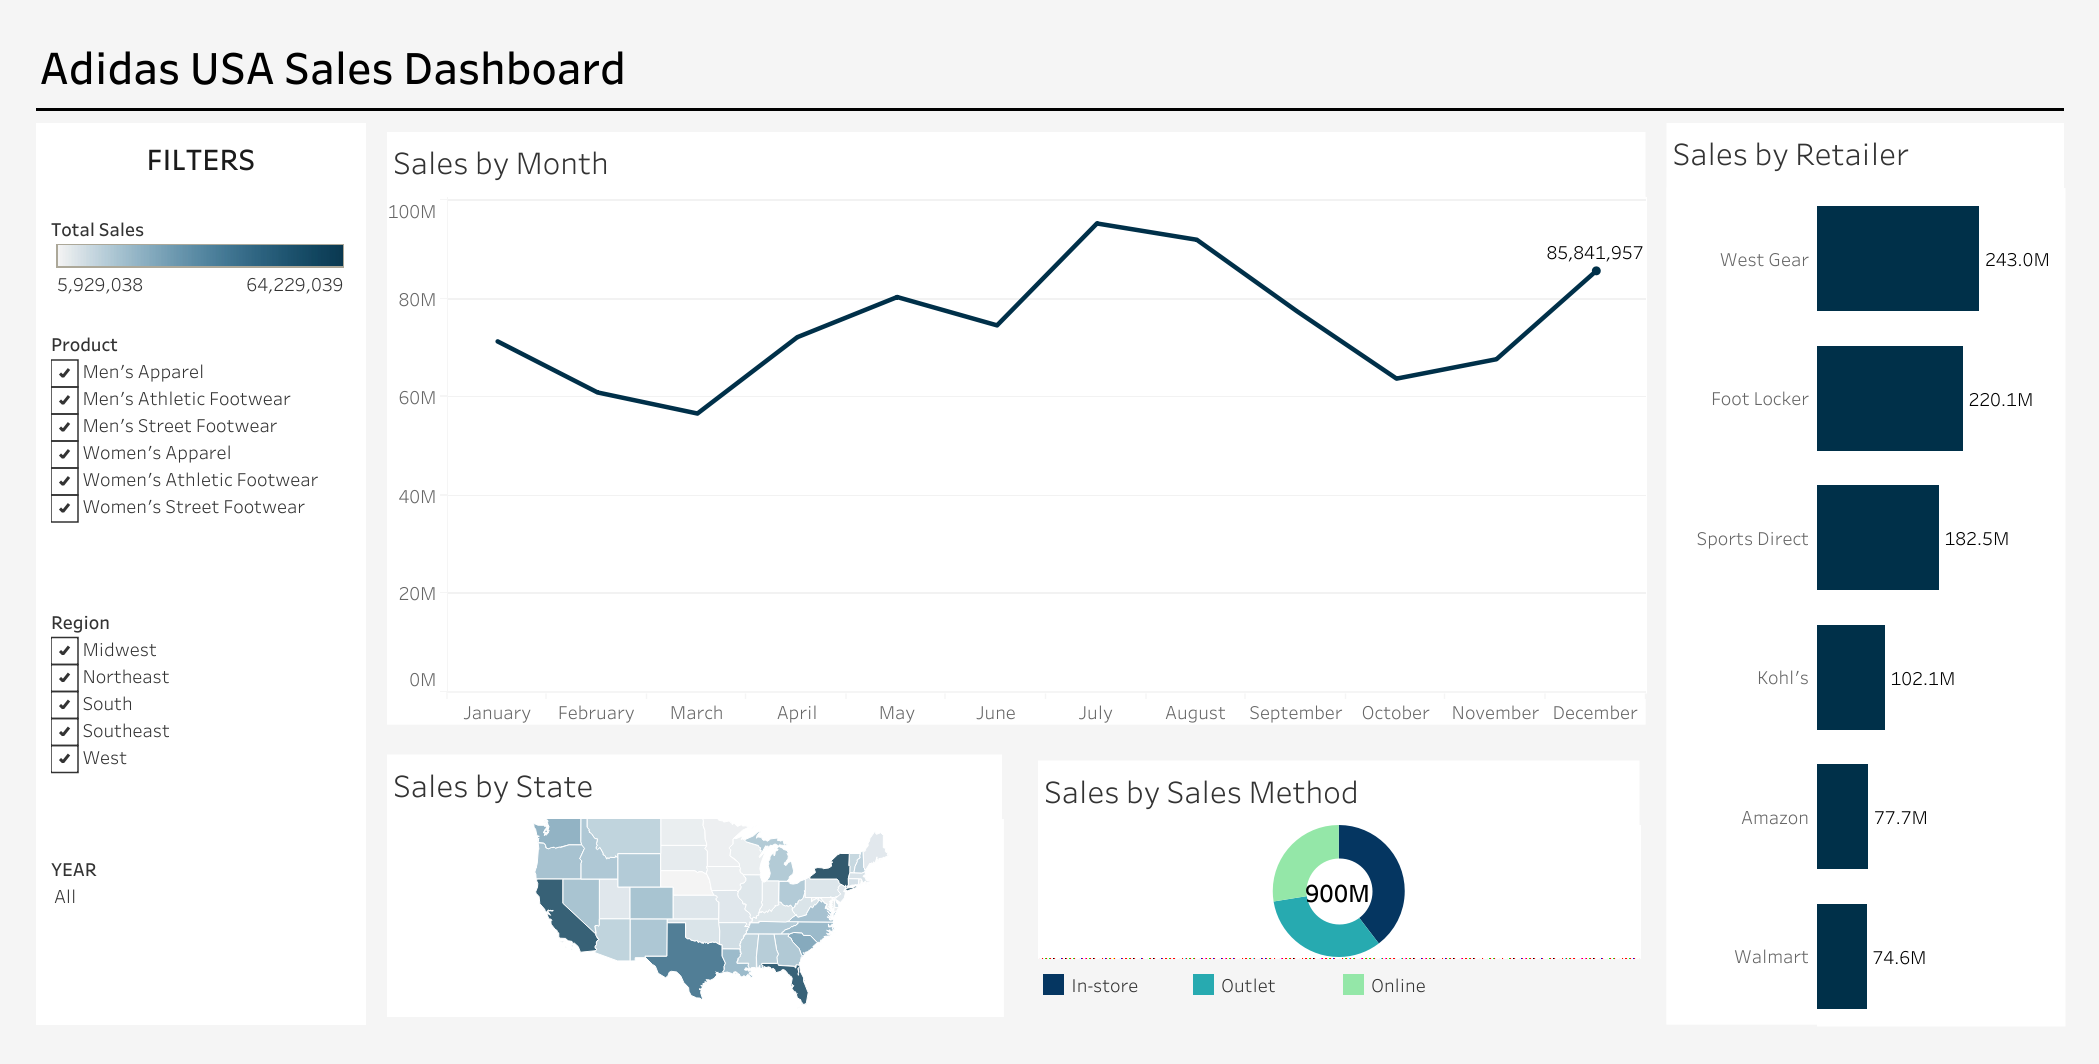 Adidas USA Sales Dashboard
FILTERS
Total Sales
5,929,038 64,229,039
Product
Men's Apparel
Men's Athletic Footwear
Men's Street Footwear
Women's Apparel
Women's Athletic Footwear
Women's Street Footwear
Region
Midwest
Northeast
South
Southeast
West
YEAR
All
Sales by Month
100M
80M
60M
40M
20M
0M
85,841,957
January February March April May June July August September October November December
Sales by State
Sales by Sales Method
900M
In-store Outlet Online
Sales by Retailer
West Gear 243.0M
Foot Locker 220.1M
Sports Direct 182.5M
Kohl's 102.1M
Amazon 77.7M
Walmart 74.6M